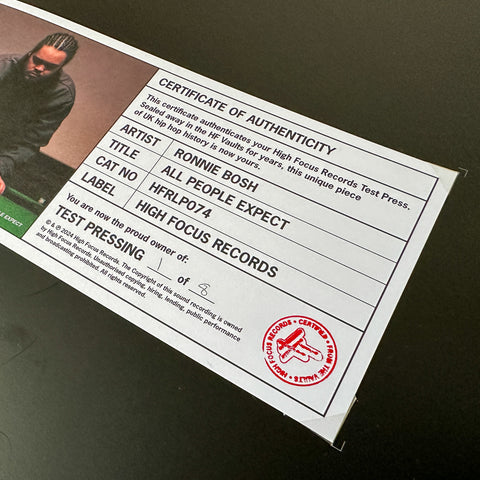 CERTIFICATE OF AUTHENTICITY
This certificate authenticates your High Focus Records Test Press.
Sealed away in the HF Vaults for years, this unique piece
of UK hip hop history is now yours.
ARTIST RONNIE BOSH
TITLE ALL PEOPLE EXPECT
CAT NO HFRLP074
LABEL HIGH FOCUS RECORDS
You are now the proud owner of:
TEST PRESSING 1 of 8
© & ℗ 2024 High Focus Records. The Copyright of this sound recording is owned
by High Focus Records. Unauthorised copying, hiring, lending, public performance
and broadcasting prohibited. All rights reserved.
EXPECT
HIGH FOCUS RECORDS • CERTIFIED • FROM THE VAULTS •